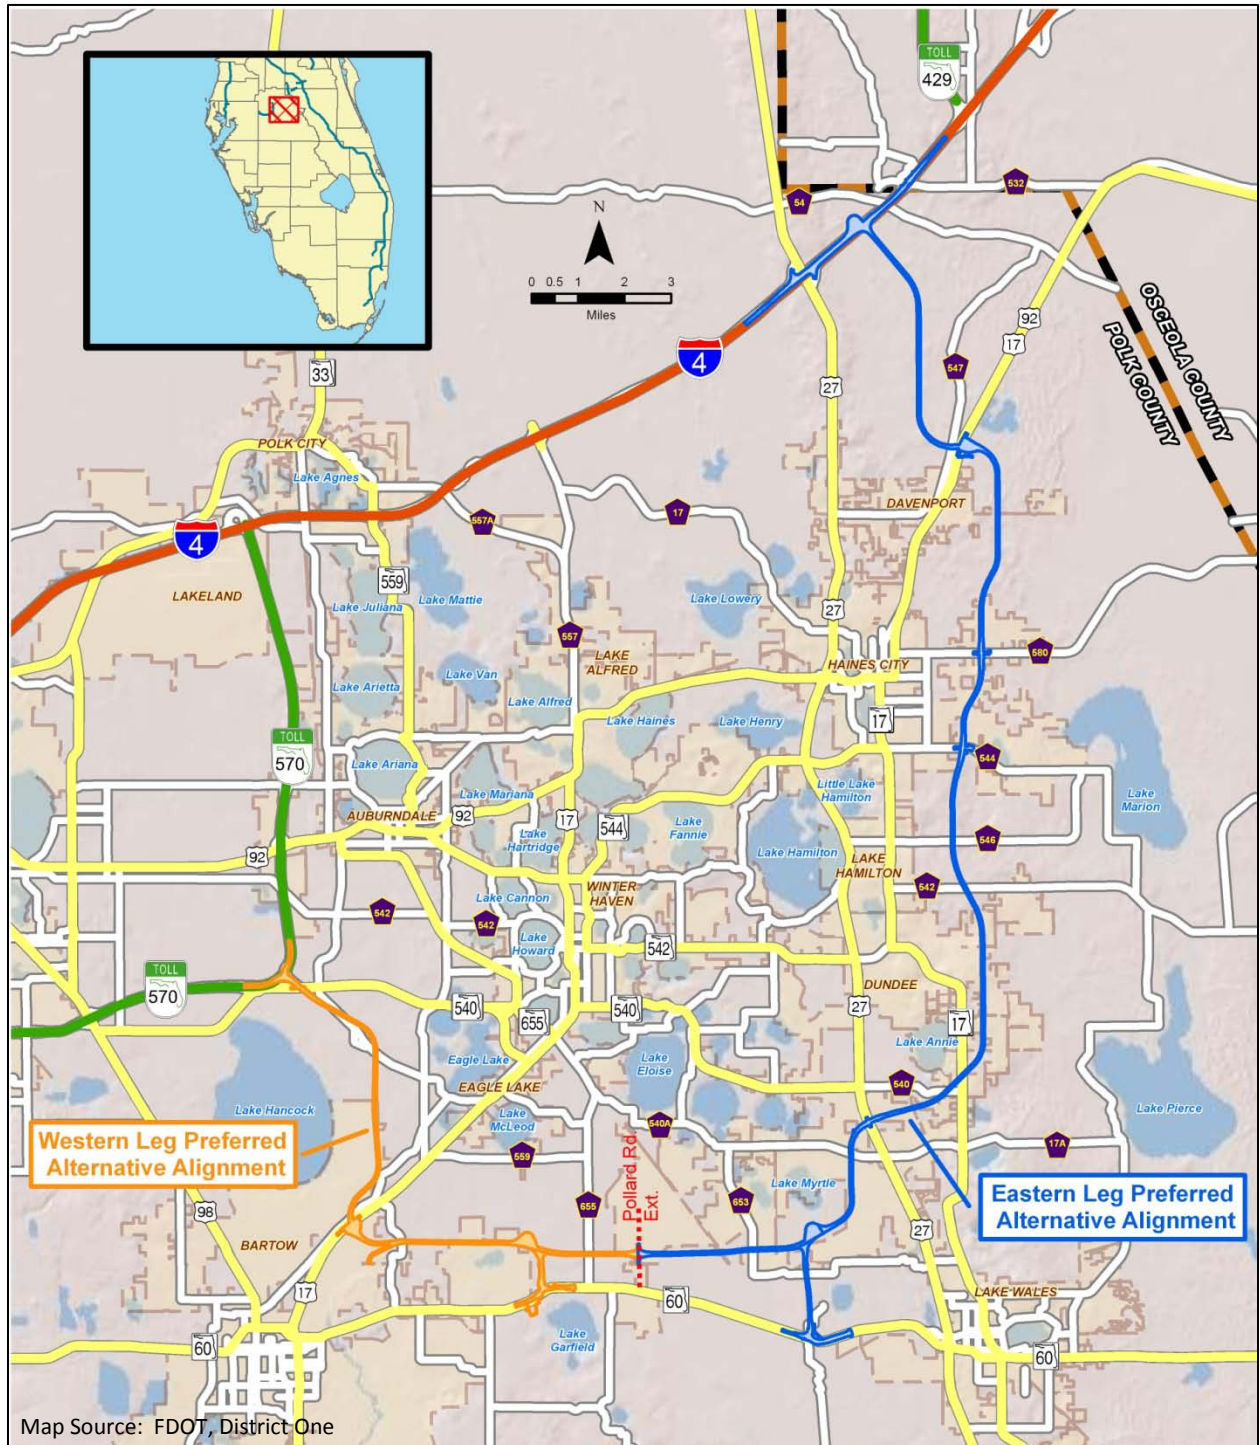 TOLL
429
54
532
N
0 0.5 1 2 3
Miles
OSCEOLA COUNTY
POLK COUNTY
92
17
4
33
27
547
POLK CITY
Lake Agnes
557A
17
DAVENPORT
4
559
LAKELAND
Lake Juliana
Lake Mattie
Lake Lowery
27
557
LAKE
ALFRED
HAINES CITY
580
Lake Arietta
Lake Van
Lake Alfred
Lake Haines
Lake Henry
17
TOLL
570
Lake Ariana
544
Little Lake
Hamilton
Lake
Marion
Lake Mariana
AUBURNDALE
92
17
544
Lake
Fannie
Lake
Hartridge
546
92
Lake Hamilton
LAKE
HAMILTON
WINTER
HAVEN
542
Lake Cannon
542
542
Lake
Howard
542
TOLL
570
DUNDEE
540
655
540
27
17
Lake Annie
Eagle Lake
Lake
Eloise
EAGLE LAKE
540
Lake Hancock
Lake
McLeod
540A
Lake Pierce
Western Leg Preferred
Alternative Alignment
559
17A
Pollard Rd.
Ext.
Lake Myrtle
Eastern Leg Preferred
Alternative Alignment
98
655
653
27
BARTOW
17
60
LAKE WALES
60
Lake
Garfield
60
Map Source: FDOT, District One